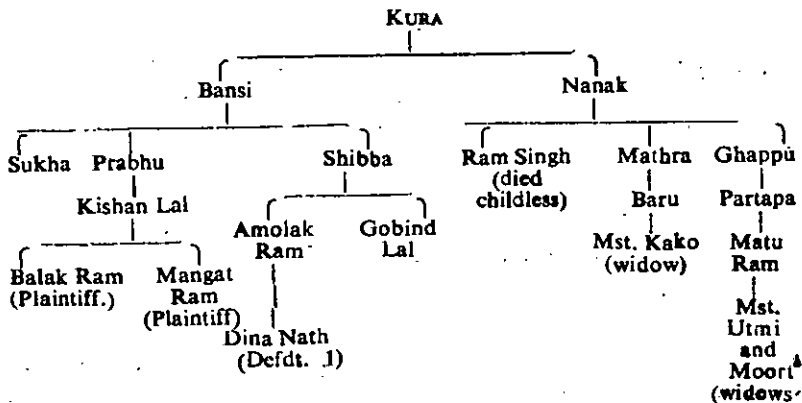 KURA
Bansi Nanak
Sukha Prabhu Shibba Ram Singh Mathra Ghappu
(died
childless)
Kishan Lal Baru Partapa
Amolak Gobind
Ram Lal
Mst. Kako Matu
(widow) Ram
Balak Ram Mangat
(Plaintiff.) Ram
(Plaintiff)
Dina Nath
(Defdt. 1)
Mst.
Utmi
and
Moort
(widows